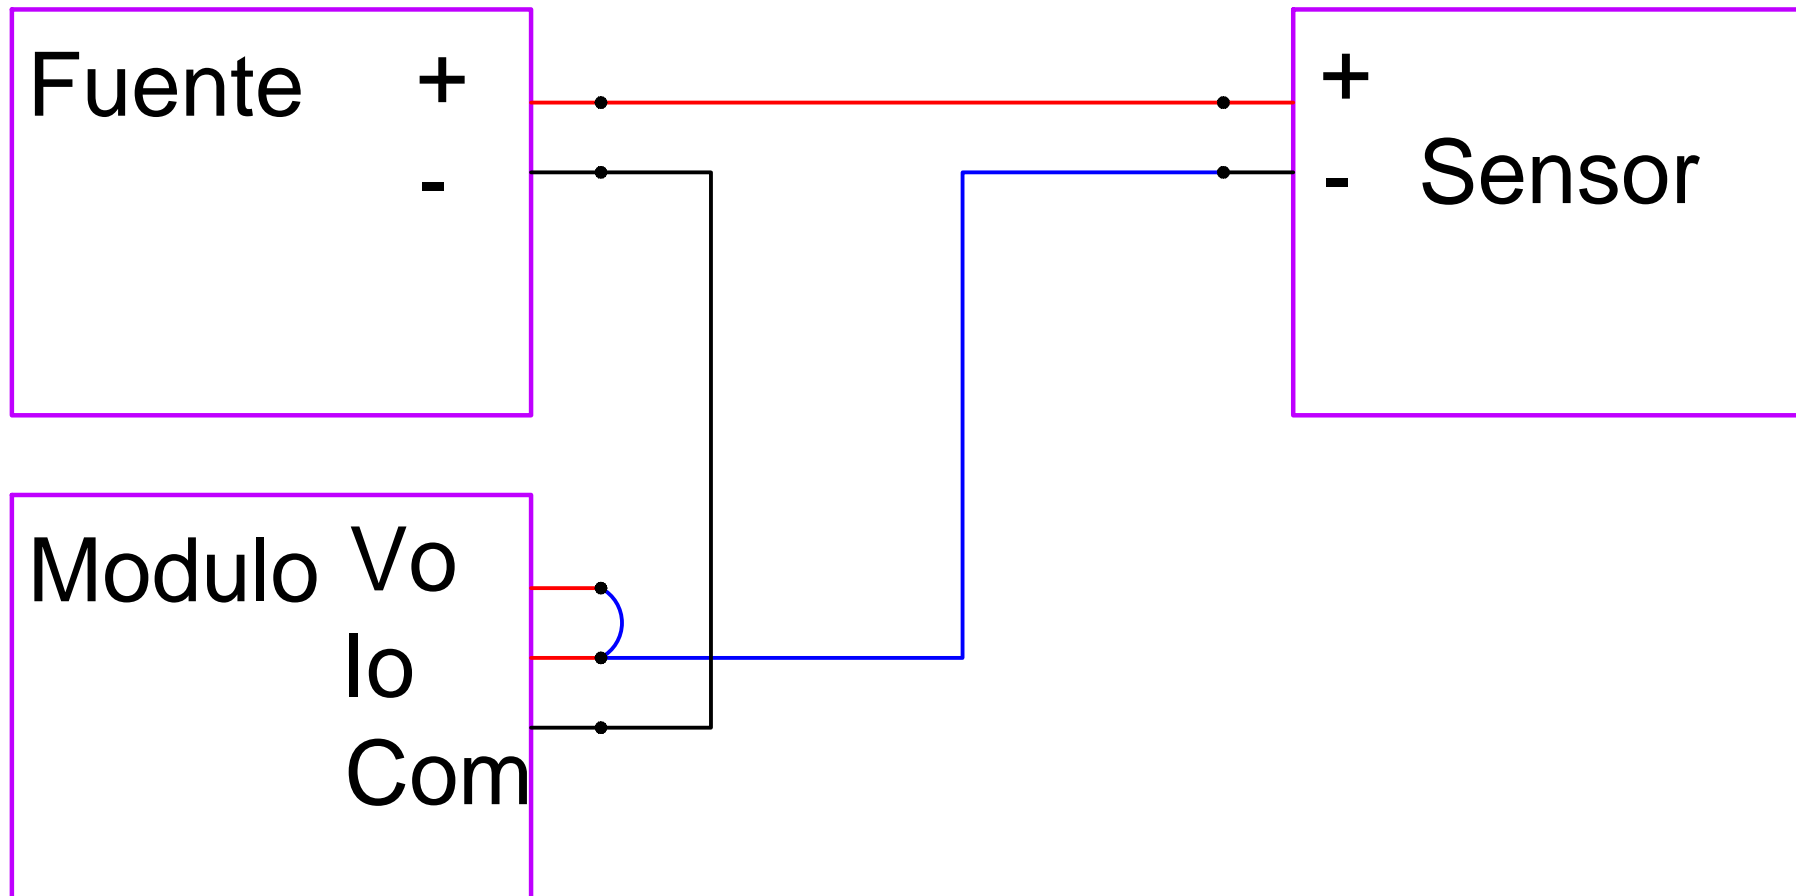 Fuente +
-
+
- Sensor
Modulo Vo
Io
Com